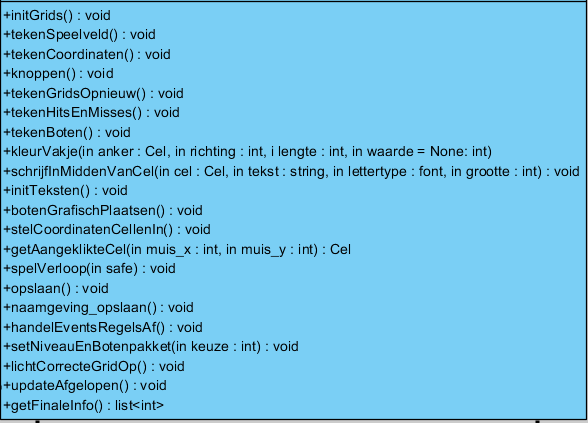 +initGrids() : void
+tekenSpeelveld() : void
+tekenCoordinaten() : void
+knoppen() : void
+tekenGridsOpnieuw() : void
+tekenHitsEnMisses() : void
+tekenBoten() : void
+kleurVakje(in anker : Cel, in richting : int, i lengte : int, in waarde = None: int)
+schrijfInMiddenVanCel(in cel : Cel, in tekst : string, in lettertype : font, in grootte : int) : void
+initTeksten() : void
+botenGrafischPlaatsen() : void
+stelCoordinatenCellenIn() : void
+getAangeklikteCel(in muis_x : int, in muis_y : int) : Cel
+spelVerloop(in safe) : void
+opslaan() : void
+naamgeving_opslaan() : void
+handelEventsRegelsAf() : void
+setNiveauEnBotenpakket(in keuze : int) : void
+lichtCorrecteGridOp() : void
+updateAfgelopen() : void
+getFinaleInfo() : list<int>